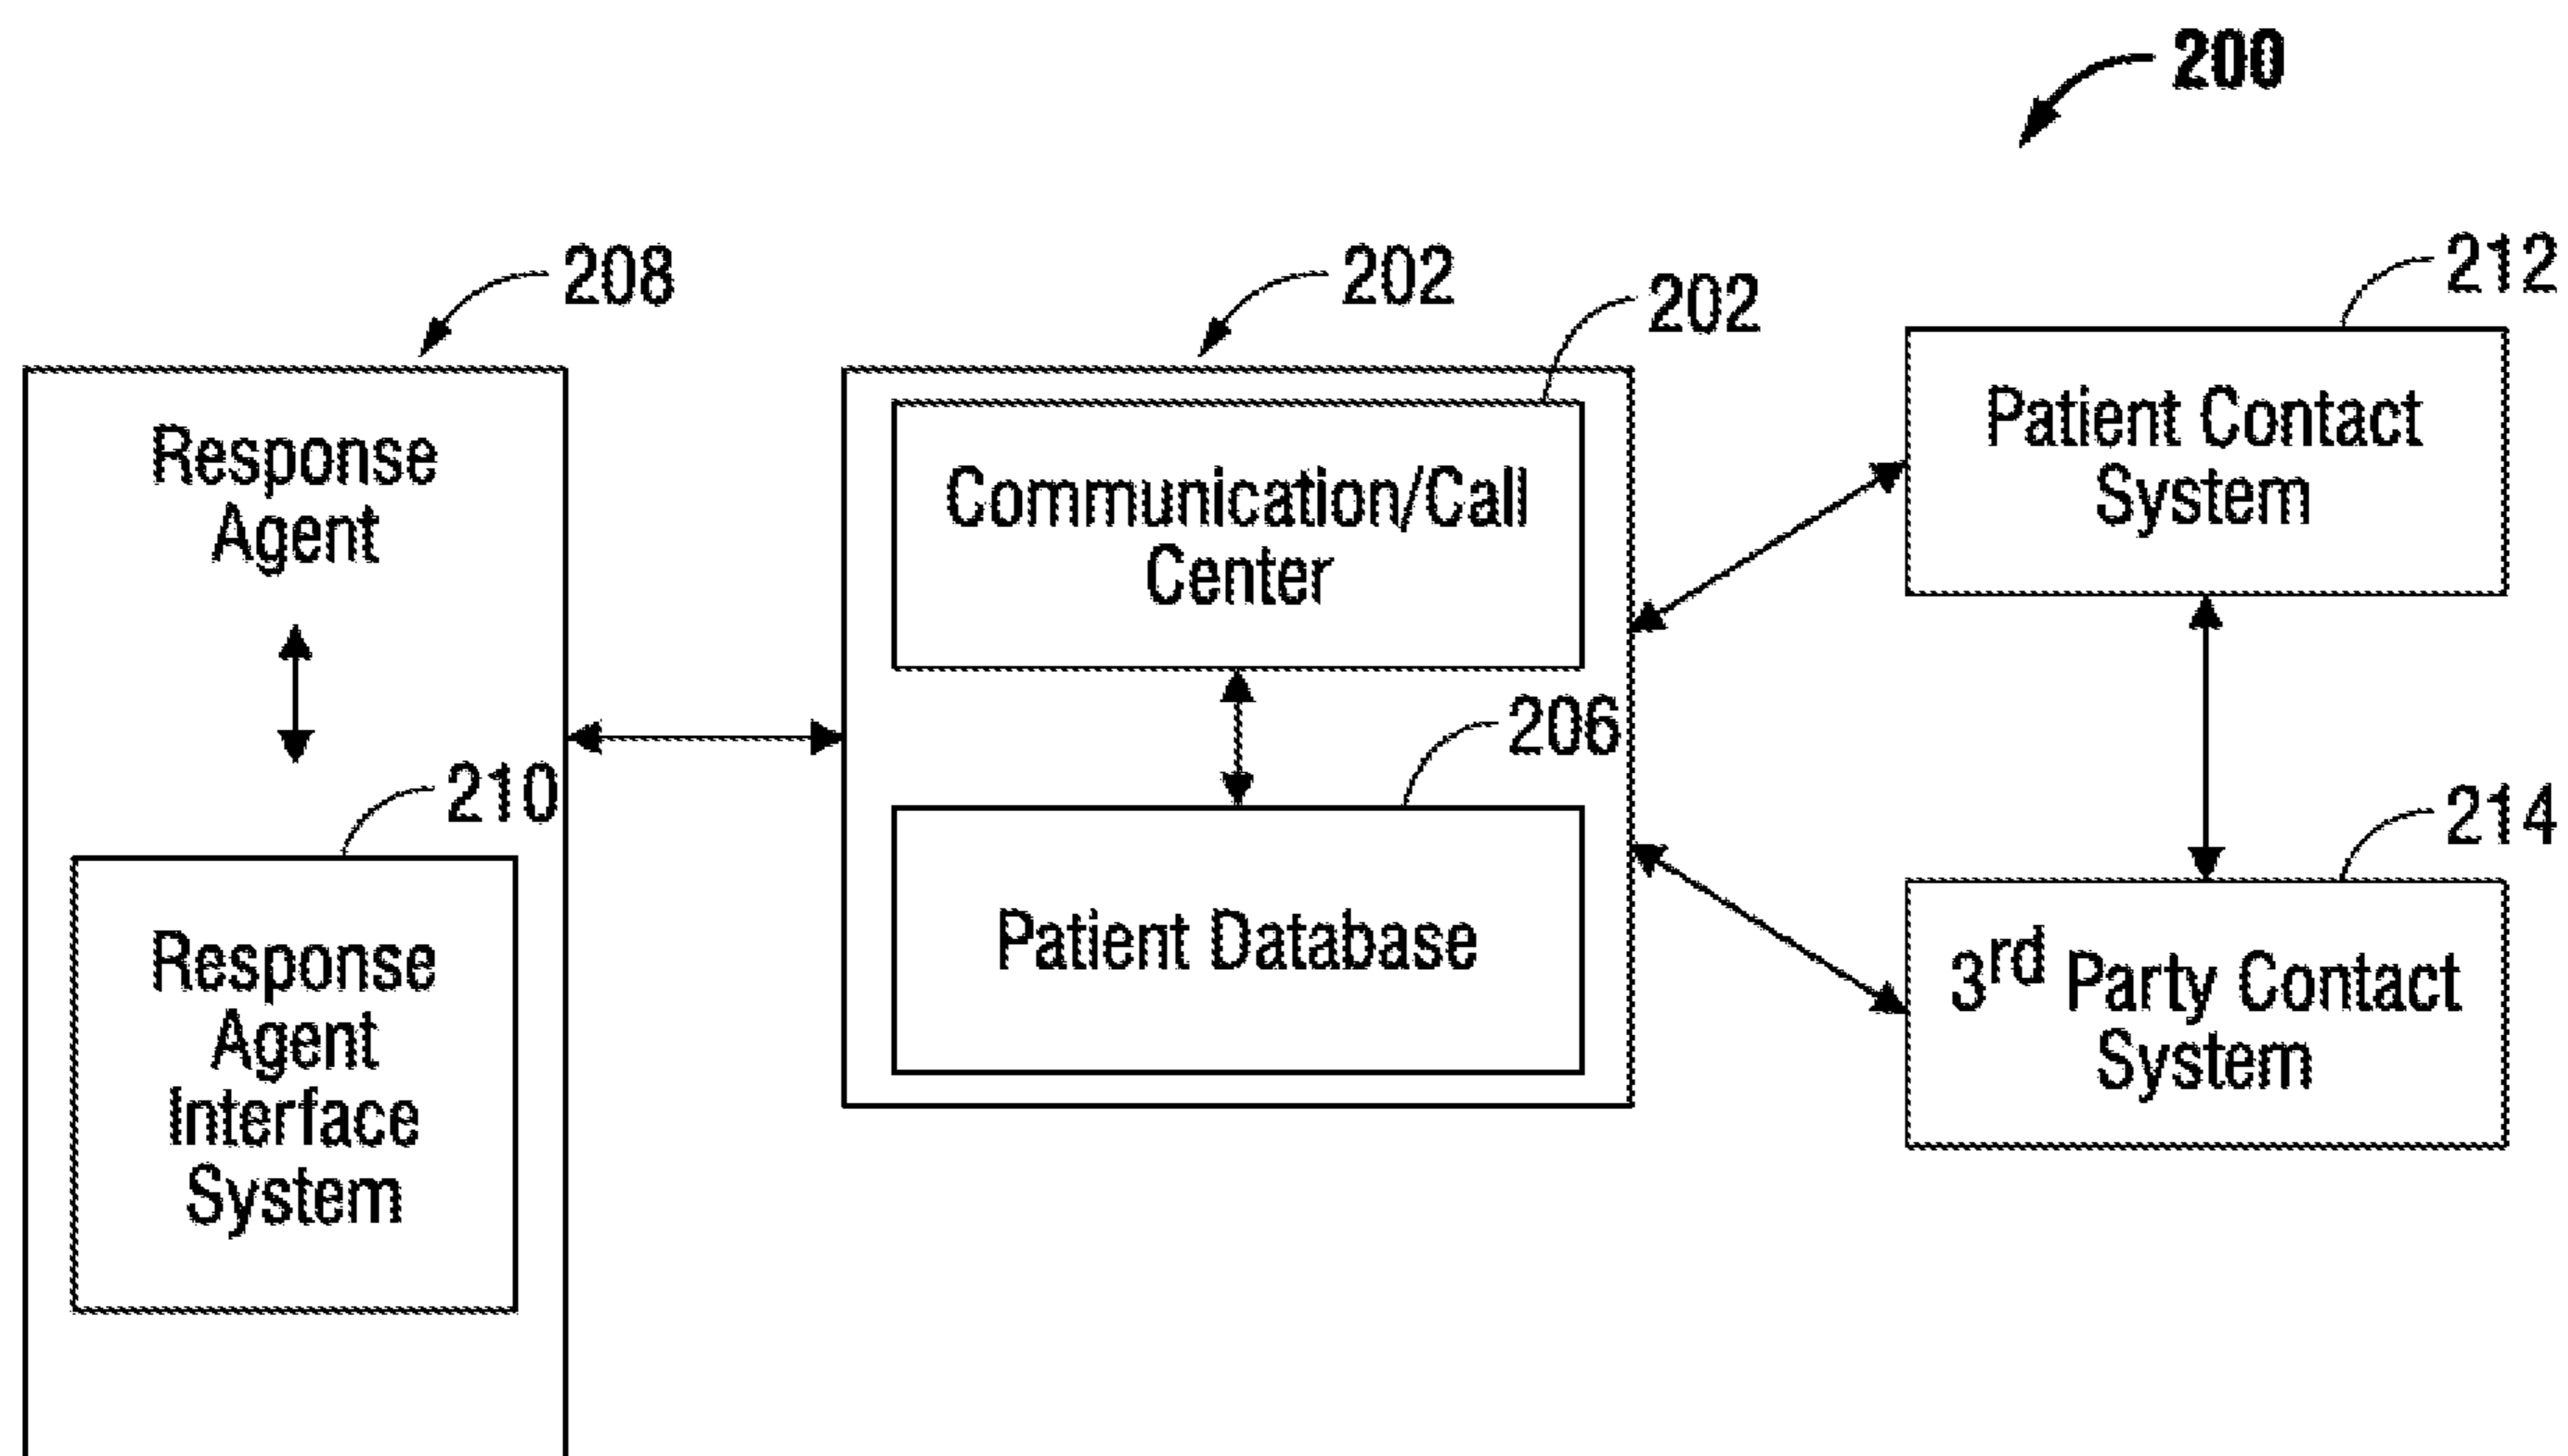 200
208
202
202
212
Response
Agent
Communication/Call
Center
Patient Contact
System
206
210
214
Response
Agent
Interface
System
Patient Database
3rd Party Contact
System